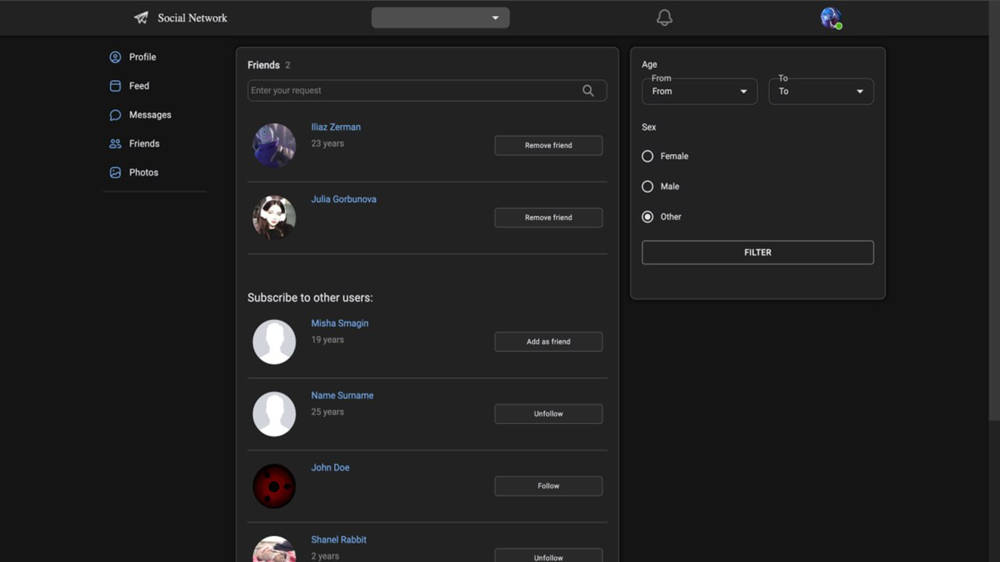 Social Network
Profile
Feed
Messages
Friends
Photos
Friends 2
Enter your request
Iliaz Zerman
23 years
Remove friend
Julia Gorbunova
Remove friend
Subscribe to other users:
Misha Smagin
19 years
Add as friend
Name Surname
25 years
Unfollow
John Doe
Follow
Shanel Rabbit
2 years
Unfollow
Age
From
From
To
To
Sex
Female
Male
Other
FILTER